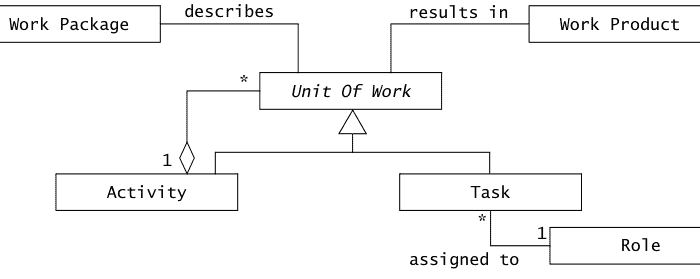 describes
results in
Work Package
Work Product
*
Unit Of Work
1
Activity
Task
*
1
Role
assigned to